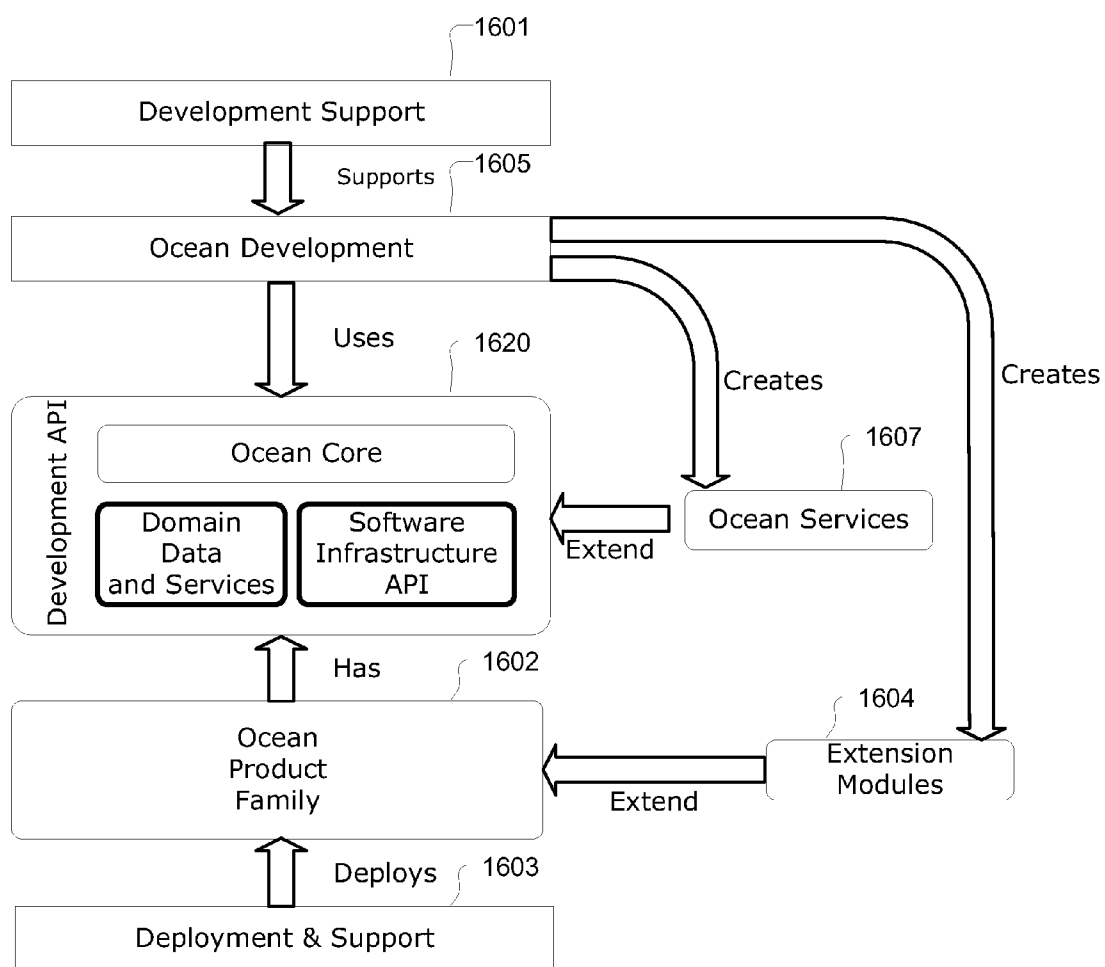 1601
Development Support
Supports
1605
Ocean Development
Uses
1620
Creates
Creates
Development API
Ocean Core
Domain
Data
and Services
Software
Infrastructure
API
1607
Ocean Services
Extend
Has
1602
Ocean
Product
Family
1604
Extension
Modules
Extend
Deploys
1603
Deployment & Support